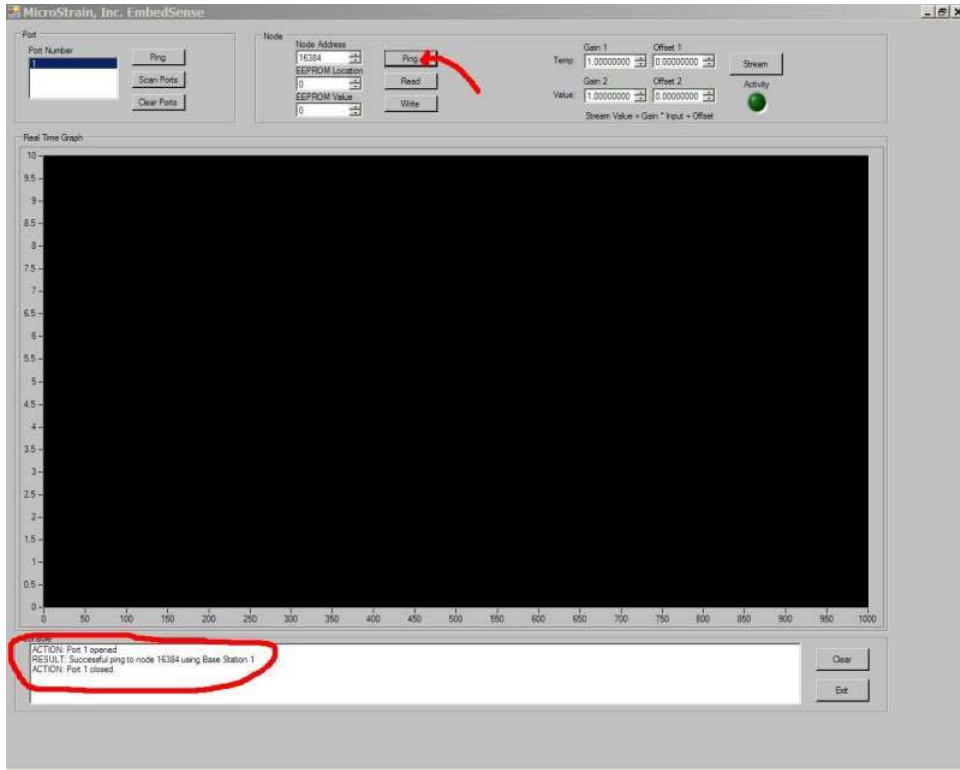 MicroStrain, Inc. EmbedSense
Port
Port Number
1
Ping
Scan Ports
Clear Ports
Node
Node Address
16384
EEPROM Location
0
EEPROM Value
0
Ping
Read
Write
Gain 1 Offset 1
Temp: 1.00000000 0.00000000
Gain 2 Offset 2
Value: 1.00000000 0.00000000
Stream Value = Gain * Input + Offset
Stream
Activity
Real Time Graph
10
9.5
9
8.5
8
7.5
7
6.5
6
5.5
5
4.5
4
3.5
3
2.5
2
1.5
1
0.5
0
0 50 100 150 200 250 300 350 400 450 500 550 600 650 700 750 800 850 900 950 1000
Console
ACTION: Port 1 opened
RESULT: Successful ping to node 16384 using Base Station 1
ACTION: Port 1 closed
Clear
Exit